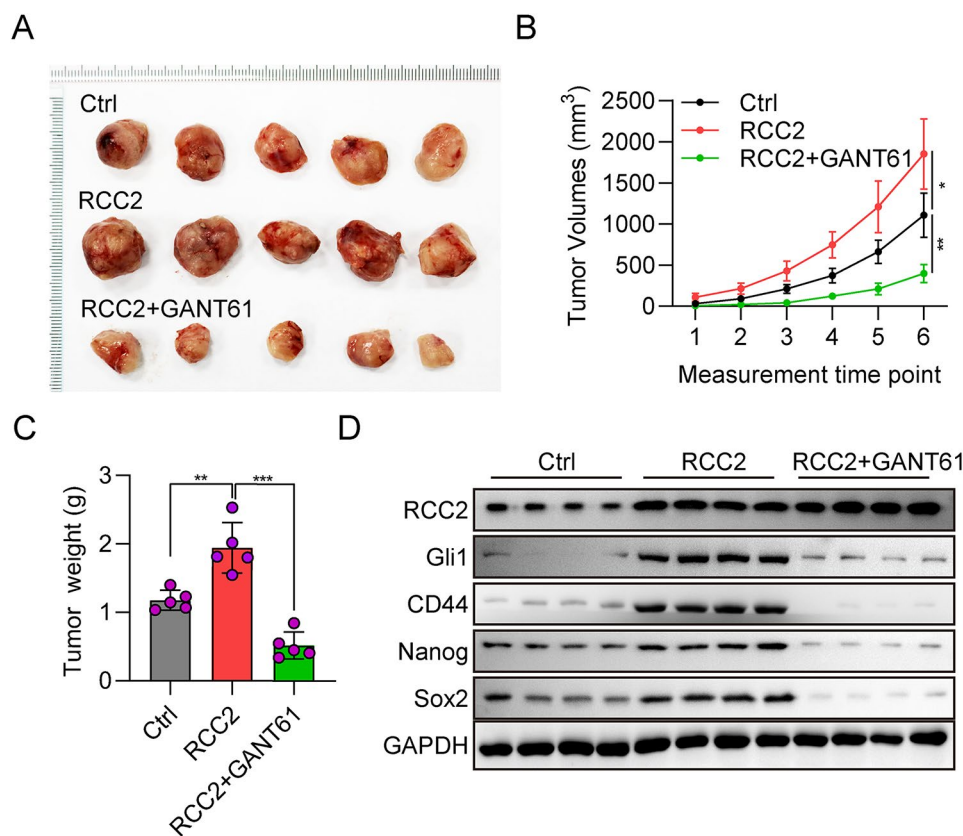 A
Ctrl
RCC2
RCC2+GANT61
B
Tumor Volumes (mm³)
2500
2000
1500
1000
500
0
Ctrl
RCC2
RCC2+GANT61
*
**
1 2 3 4 5 6
Measurement time point
C
Tumor weight (g)
3
2
1
0
** ***
Ctrl
RCC2
RCC2+GANT61
D
Ctrl RCC2 RCC2+GANT61
RCC2
Gli1
CD44
Nanog
Sox2
GAPDH